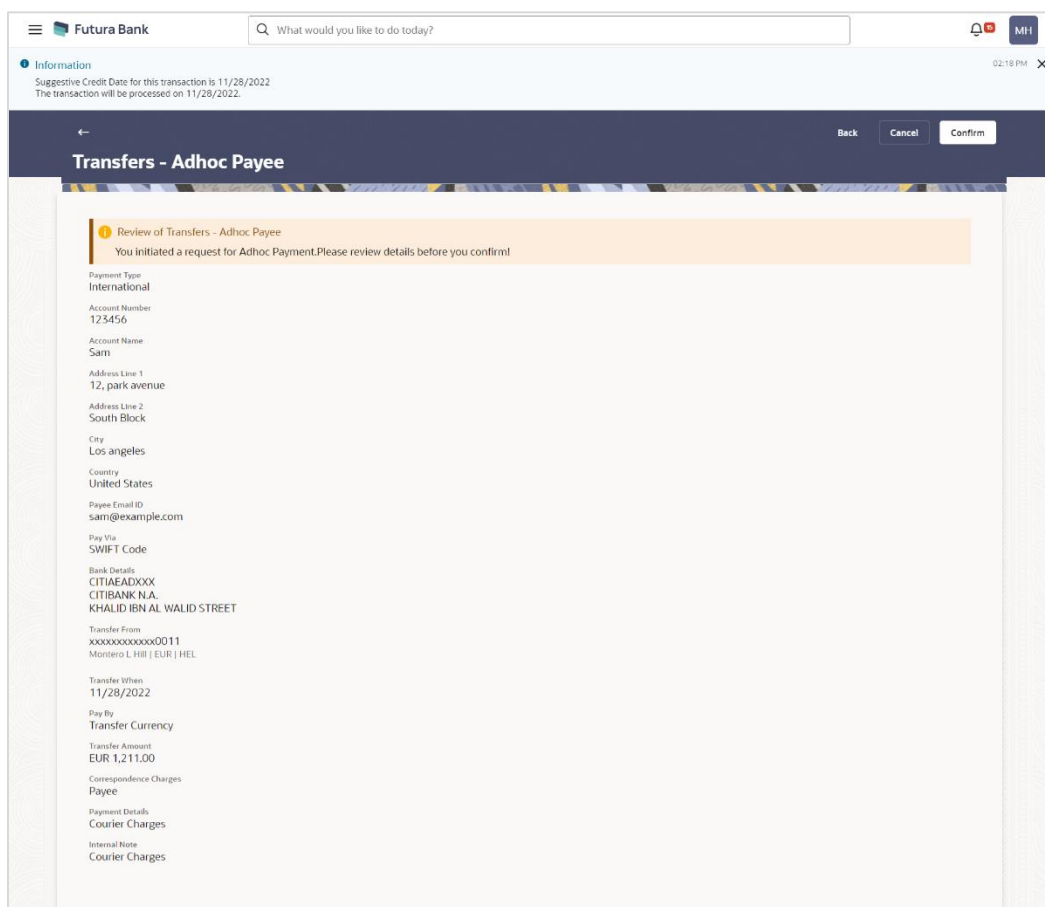 Futura Bank
What would you like to do today?
15
MH
Information
02:18 PM
Suggestive Credit Date for this transaction is 11/28/2022
The transaction will be processed on 11/28/2022.
Back
Cancel
Confirm
Transfers - Adhoc Payee
Review of Transfers - Adhoc Payee
You initiated a request for Adhoc Payment.Please review details before you confirm!
Payment Type
International
Account Number
123456
Account Name
Sam
Address Line 1
12, park avenue
Address Line 2
South Block
City
Los angeles
Country
United States
Payee Email ID
sam@example.com
Pay Via
SWIFT Code
Bank Details
CITIAEADXXX
CITIBANK N.A.
KHALID IBN AL WALID STREET
Transfer From
xxxxxxxxxxxx0011
Montero L Hill | EUR | HEL
Transfer When
11/28/2022
Pay By
Transfer Currency
Transfer Amount
EUR 1,211.00
Correspondence Charges
Payee
Payment Details
Courier Charges
Internal Note
Courier Charges